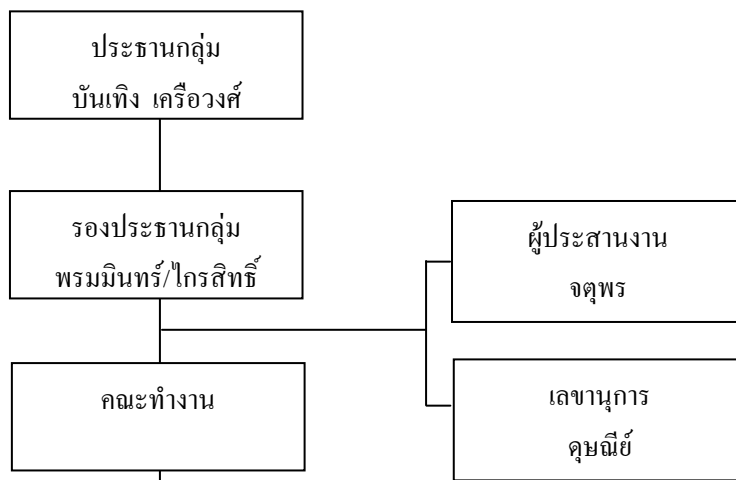 ประธานกลุ่ม
บันเทิง เครือวงศ์
รองประธานกลุ่ม
พรมมินทร์/ไกรสิทธิ์
ผู้ประสานงาน
จตุพร
คณะทำงาน
เลขานุการ
ดุษณีย์